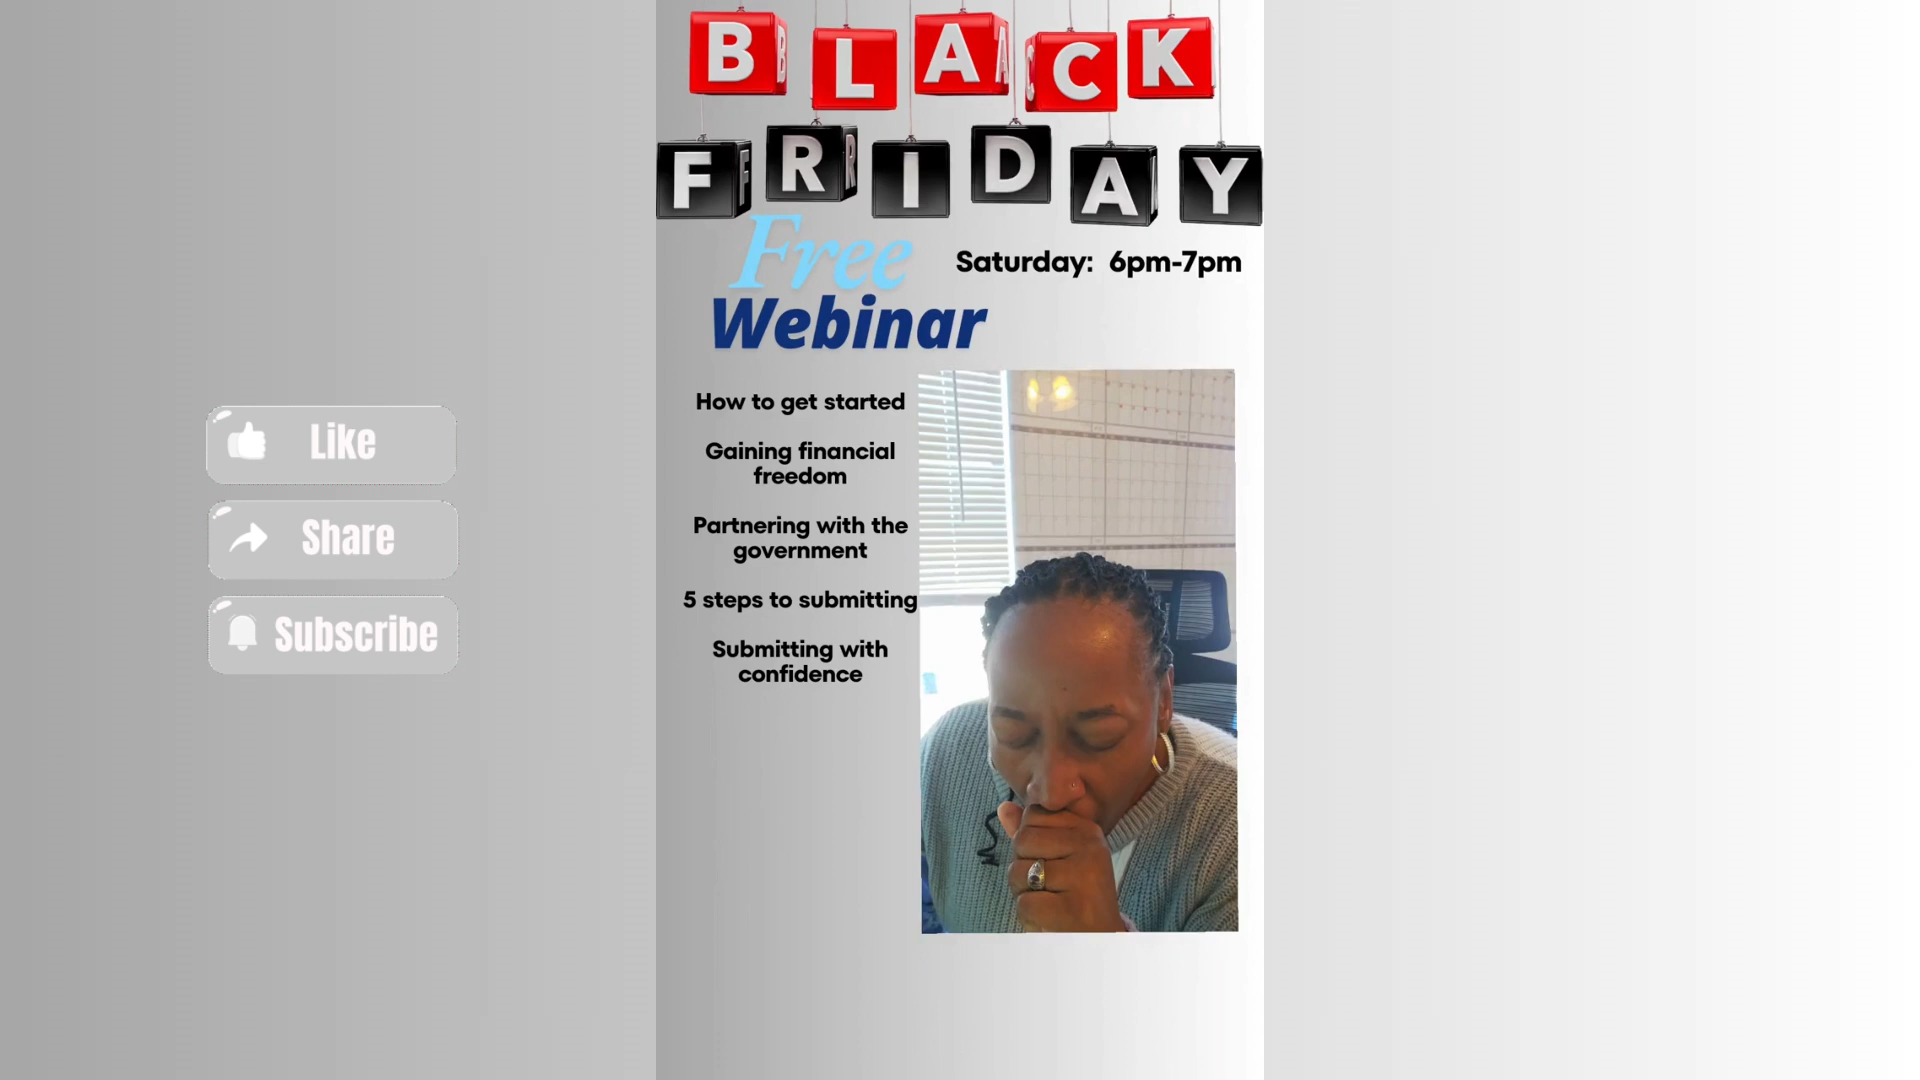 BLACK
FRIDAY
Free
Saturday: 6pm-7pm
Webinar
How to get started
Gaining financial
freedom
Partnering with the
government
5 steps to submitting
Submitting with
confidence
Like
Share
Subscribe